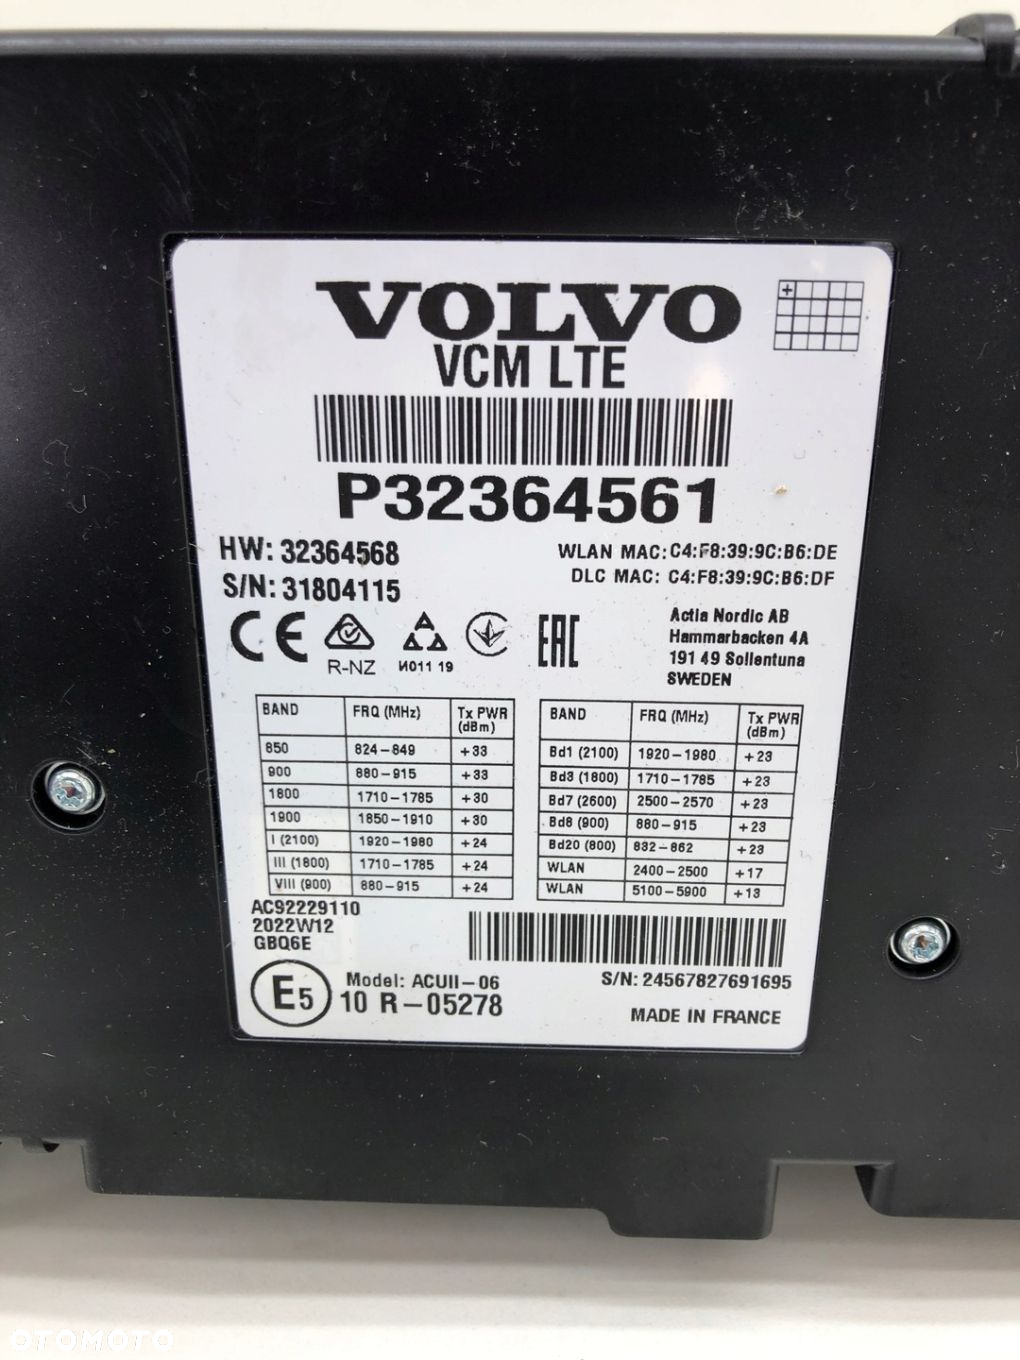 VOLVO
VCM LTE
P32364561
HW: 32364568
S/N: 31804115
WLAN MAC: C4:F8:39:9C:B6:DE
DLC MAC: C4:F8:39:9C:B6:DF
CE
R-NZ
И011 19
EAC
Actia Nordic AB
Hammarbacken 4A
191 49 Sollentuna
SWEDEN
BAND FRQ (MHz) Tx PWR (dBm)
850 824-849 +33
900 880-915 +33
1800 1710-1785 +30
1900 1850-1910 +30
I (2100) 1920-1980 +24
III (1800) 1710-1785 +24
VIII (900) 880-915 +24
BAND FRQ (MHz) Tx PWR (dBm)
Bd1 (2100) 1920-1980 +23
Bd3 (1800) 1710-1785 +23
Bd7 (2600) 2500-2570 +23
Bd8 (900) 880-915 +23
Bd20 (800) 832-862 +23
WLAN 2400-2500 +17
WLAN 5100-5900 +13
AC92229110
2022W12
GBQ6E
E5
Model: ACUII-06
10 R-05278
S/N: 24567827691695
MADE IN FRANCE
OTOMOTO